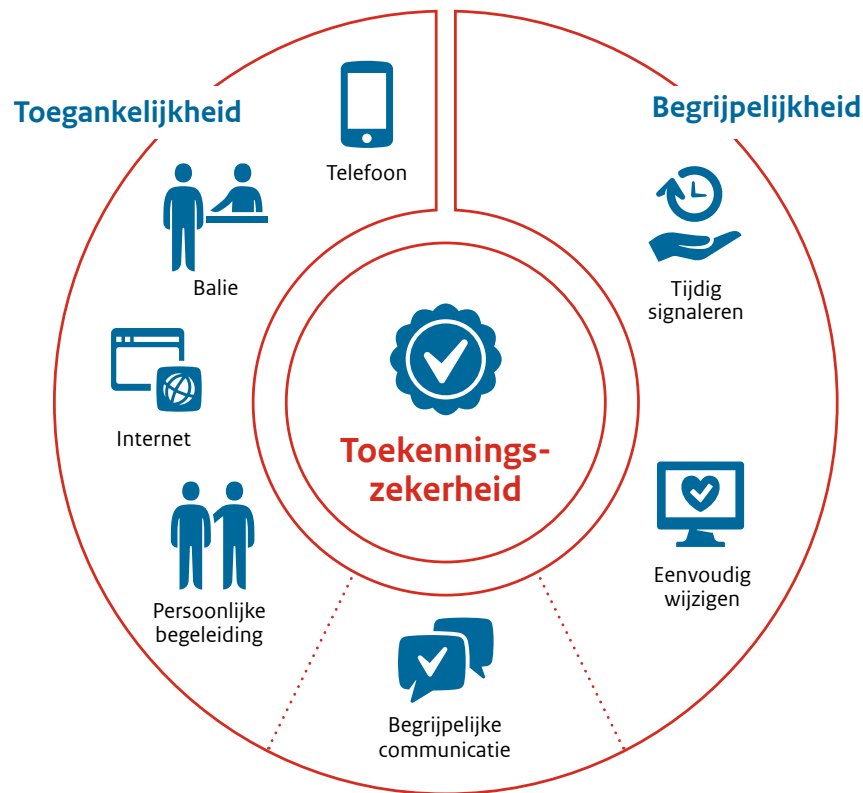 Toegankelijkheid
Telefoon
Balie
Internet
Persoonlijke
begeleiding
Begrijpelijke
communicatie
Begrijpelijkheid
Tijdig
signaleren
Eenvoudig
wijzigen
Toekennings-
zekerheid